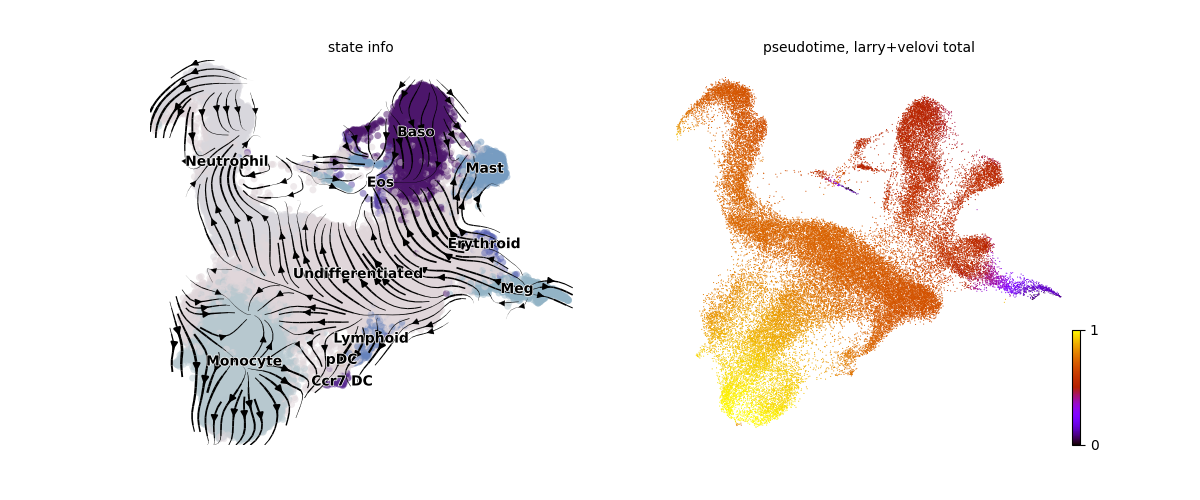 state info
pseudotime, larry+velovi total
Baso
Neutrophil
Mast
Eos
Erythroid
Undifferentiated
Meg
Lymphoid
pDC
Monocyte
Ccr7 DC
1
0